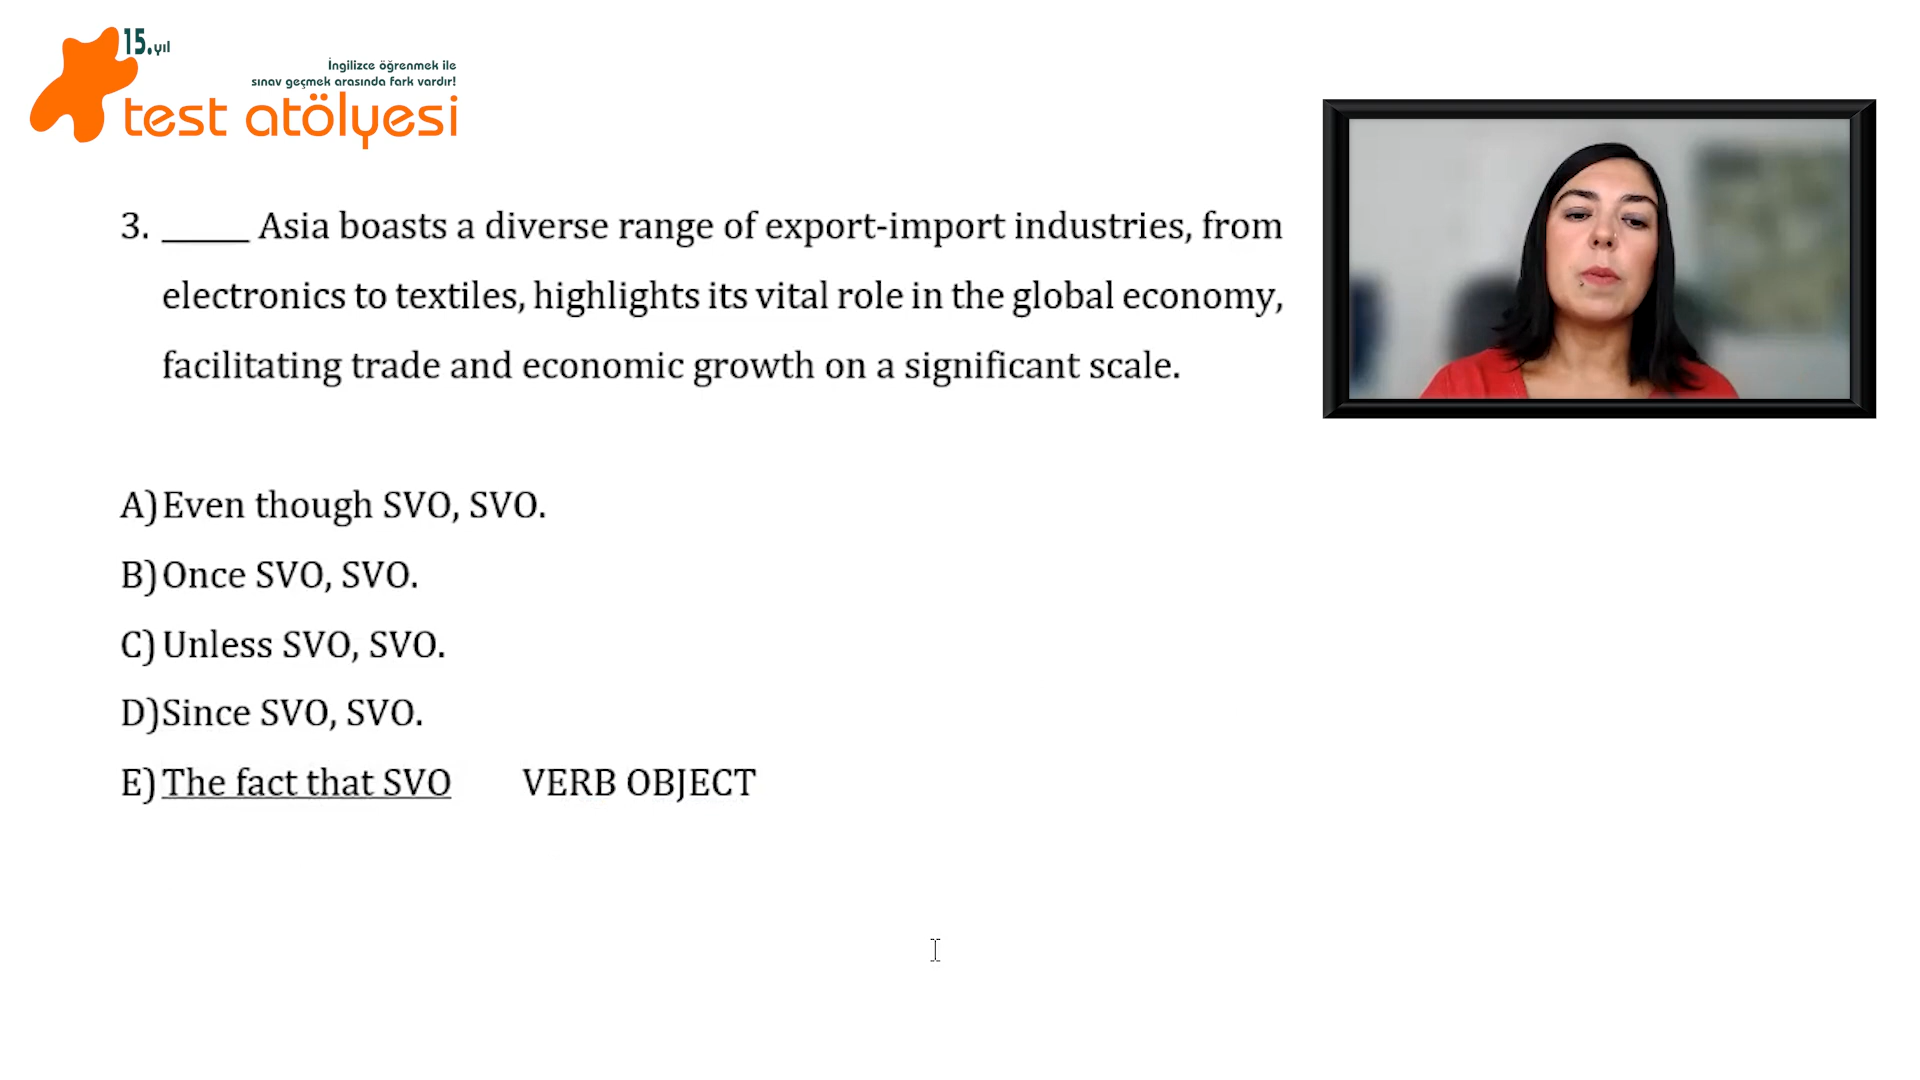 15.yıl
İngilizce öğrenmek ile
sınav geçmek arasında fark vardır!
test atölyesi
3. _____ Asia boasts a diverse range of export-import industries, from
electronics to textiles, highlights its vital role in the global economy,
facilitating trade and economic growth on a significant scale.
A) Even though SVO, SVO.
B) Once SVO, SVO.
C) Unless SVO, SVO.
D) Since SVO, SVO.
E) The fact that SVO VERB OBJECT